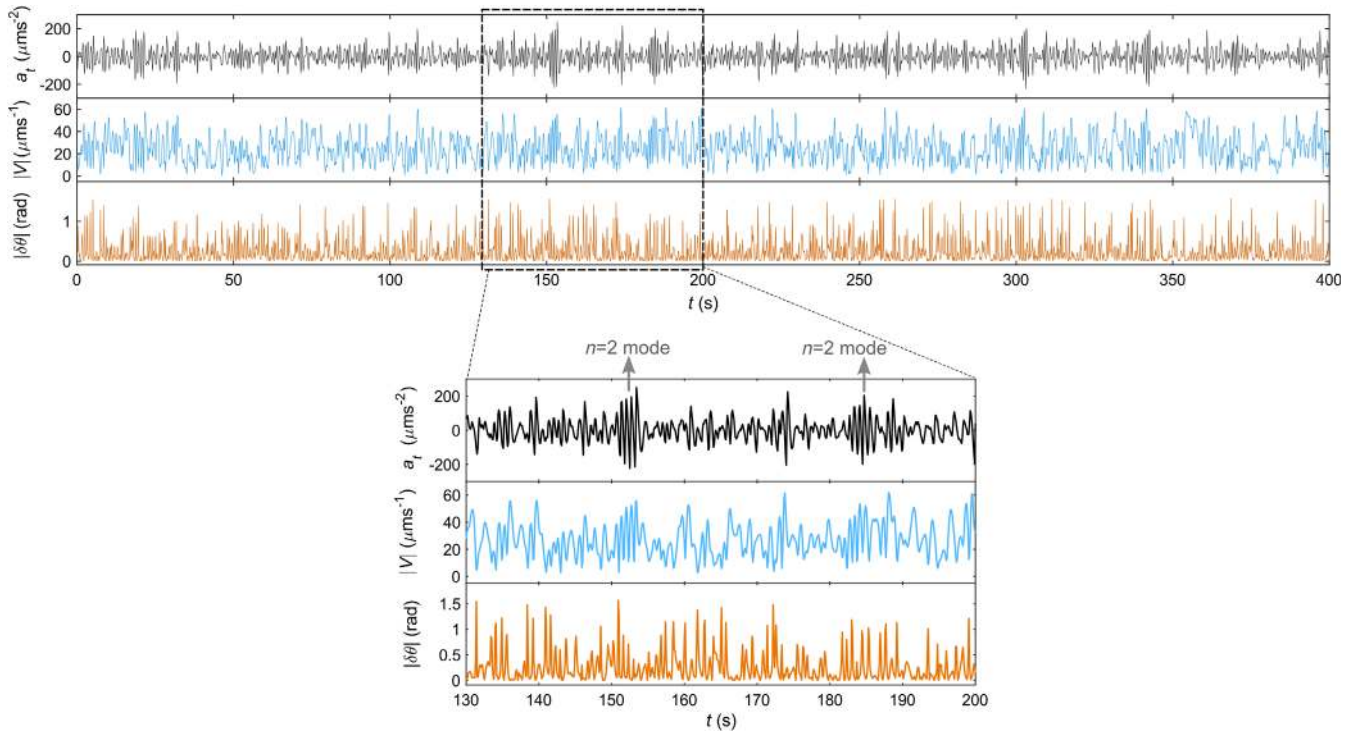 a_t (μms⁻²)
200
0
-200
|V| (μms⁻¹)
60
40
20
0
|δθ| (rad)
1
0
0 50 100 150 200 250 300 350 400
t (s)
n=2 mode n=2 mode
a_t (μms⁻²)
200
0
-200
|V| (μms⁻¹)
60
40
20
0
|δθ| (rad)
1.5
1
0.5
0
130 140 150 160 170 180 190 200
t (s)